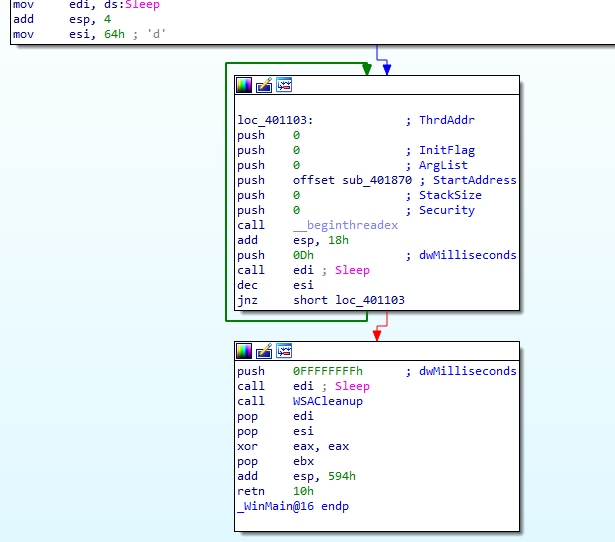 mov     edi, ds:Sleep
add     esp, 4
mov     esi, 64h ; 'd'
loc_401103:             ; ThrdAddr
push    0
push    0               ; InitFlag
push    0               ; ArgList
push    offset sub_401870 ; StartAddress
push    0               ; StackSize
push    0               ; Security
call    __beginthreadex
add     esp, 18h
push    0Dh             ; dwMilliseconds
call    edi ; Sleep
dec     esi
jnz     short loc_401103
push    0FFFFFFFFh      ; dwMilliseconds
call    edi ; Sleep
call    WSACleanup
pop     edi
pop     esi
xor     eax, eax
pop     ebx
add     esp, 594h
retn    10h
_WinMain@16 endp